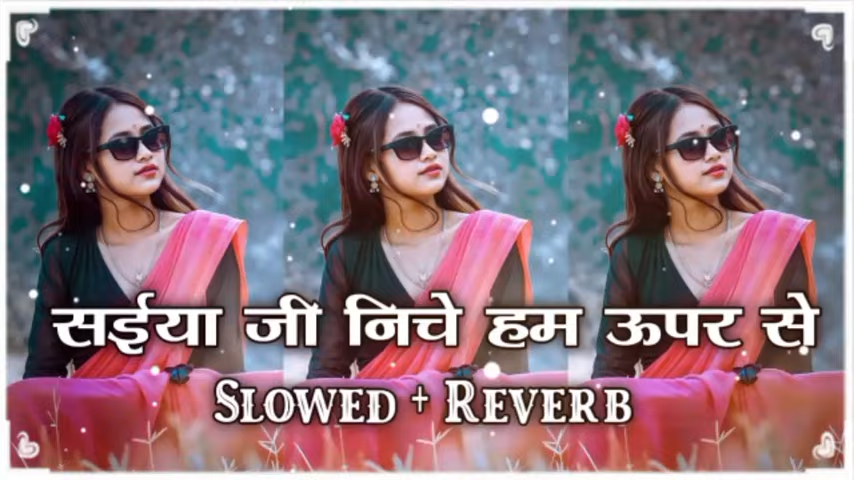 सईया जी निचे हम ऊपर से
SLOWED + REVERB